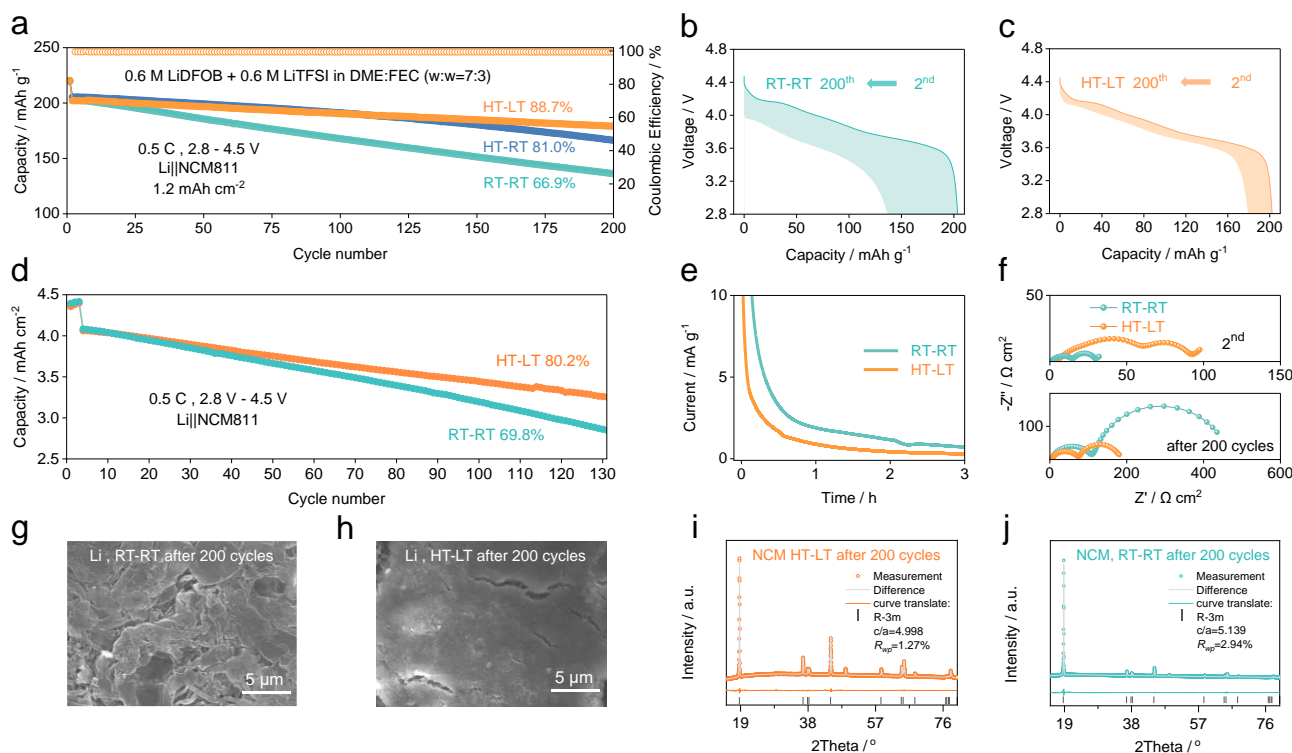 a
Capacity / mAh g-1
250
200
150
100
0.6 M LiDFOB + 0.6 M LiTFSI in DME:FEC (w:w=7:3)
HT-LT 88.7%
HT-RT 81.0%
RT-RT 66.9%
0.5 C , 2.8 - 4.5 V
Li||NCM811
1.2 mAh cm-2
100
80
60
40
20
Coulombic Efficiency / %
0 25 50 75 100 125 150 175 200
Cycle number
b
Voltage / V
4.8
4.4
4.0
3.6
3.2
2.8
RT-RT 200th 2nd
0 50 100 150 200
Capacity / mAh g-1
c
Voltage / V
4.8
4.4
4.0
3.6
3.2
2.8
HT-LT 200th 2nd
0 40 80 120 160 200
Capacity / mAh g-1
d
Capacity / mAh cm-2
4.5
4.0
3.5
3.0
2.5
HT-LT 80.2%
0.5 C , 2.8 V - 4.5 V
Li||NCM811
RT-RT 69.8%
0 10 20 30 40 50 60 70 80 90 100 110 120 130
Cycle number
e
Current / mA g-1
10
5
0
RT-RT
HT-LT
0 1 2 3
Time / h
f
-Z'' / Ω cm2
50
RT-RT
HT-LT
2nd
0 50 100 150
100
after 200 cycles
0 200 400 600
Z' / Ω cm2
g
Li , RT-RT after 200 cycles
5 μm
h
Li , HT-LT after 200 cycles
5 μm
i
Intensity / a.u.
NCM HT-LT after 200 cycles
Measurement
Difference
curve translate:
R-3m
c/a=4.998
Rwp=1.27%
19 38 57 76
2Theta / o
j
Intensity / a.u.
NCM, RT-RT after 200 cycles
Measurement
Difference
curve translate:
R-3m
c/a=5.139
Rwp=2.94%
19 38 57 76
2Theta / o